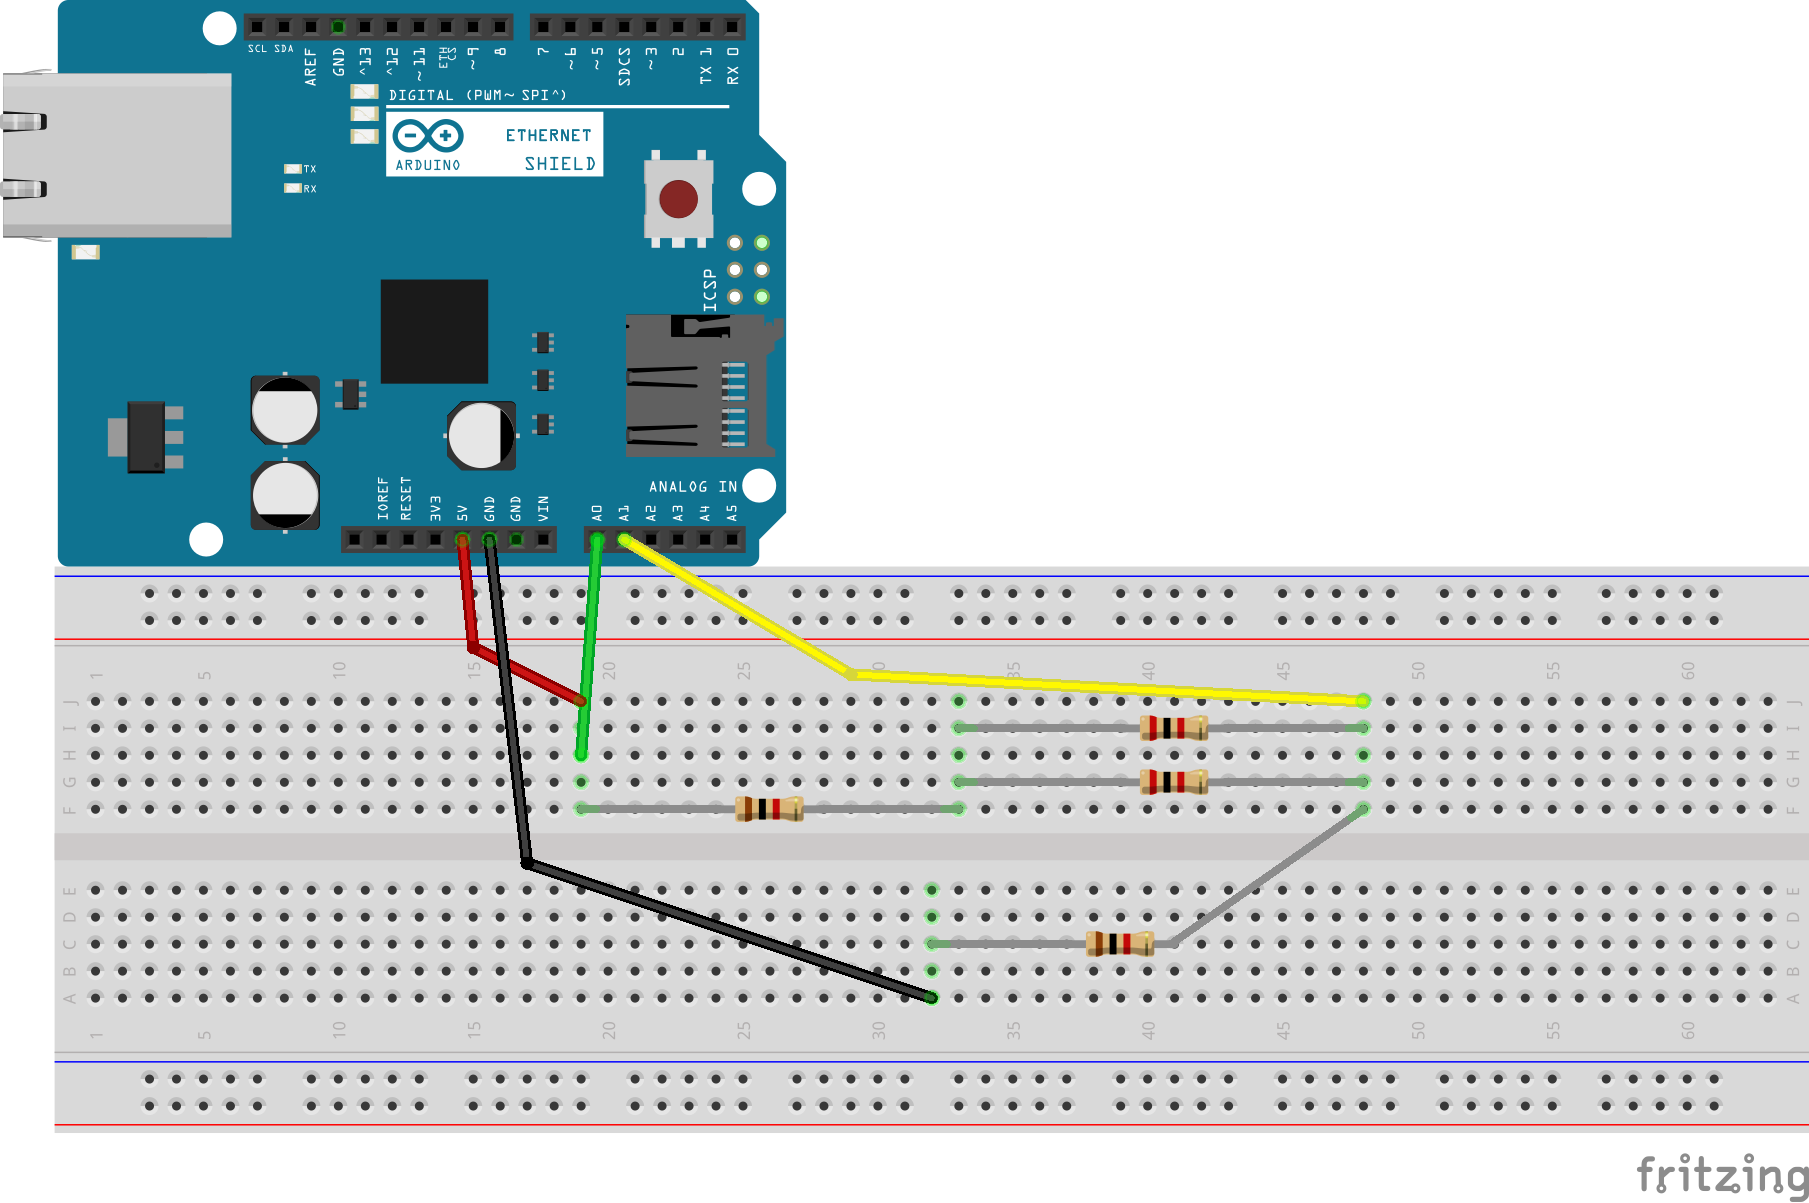 SCL SDA AREF GND ^13 ^12 ~11 ETH CS ~9 8 7 ~6 ~5 SDCS ~3 2 TX 1 RX 0
DIGITAL (PWM~ SPI^)
ETHERNET
SHIELD
ARDUINO
TX
RX
ICSP
ANALOG IN
IOREF RESET 3V3 5V GND GND VIN A0 A1 A2 A3 A4 A5
1 5 10 15 20 25 30 35 40 45 50 55 60
J J
I I
H H
G G
F F
E E
D D
C C
B B
A A
1 5 10 15 20 25 30 35 40 45 50 55 60
fritzing